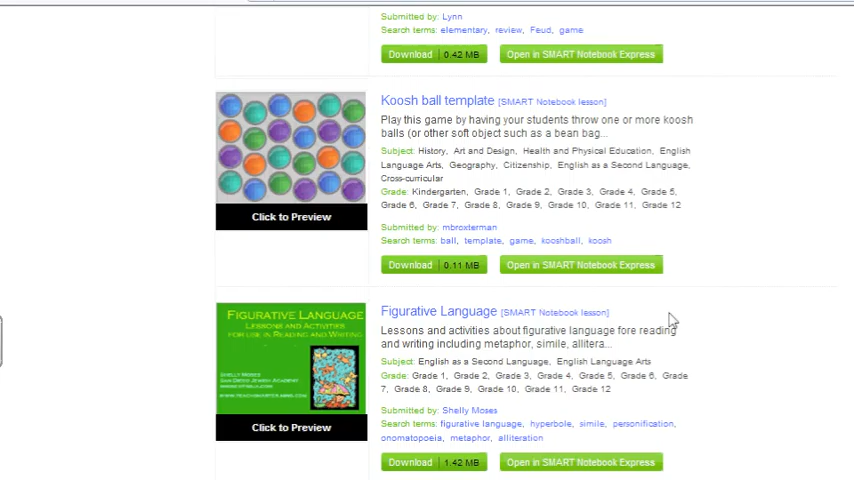 Submitted by: Lynn
Search terms: elementary, review, Feud, game
Download 0.42 MB Open in SMART Notebook Express
Koosh ball template [SMART Notebook lesson]
Play this game by having your students throw one or more koosh
balls (or other soft object such as a bean bag...
Subject: History, Art and Design, Health and Physical Education, English
Language Arts, Geography, Citizenship, English as a Second Language,
Cross-curricular
Grade: Kindergarten, Grade 1, Grade 2, Grade 3, Grade 4, Grade 5,
Grade 6, Grade 7, Grade 8, Grade 9, Grade 10, Grade 11, Grade 12
Click to Preview
Submitted by: mbroxterman
Search terms: ball, template, game, kooshball, koosh
Download 0.11 MB Open in SMART Notebook Express
FIGURATIVE LANGUAGE
LESSONS AND ACTIVITIES
FOR USE IN READING AND WRITING
SHELLY MOSES
SAN DIEGO JEWISH ACADEMY
Figurative Language [SMART Notebook lesson]
Lessons and activities about figurative language fore reading
and writing including metaphor, simile, allitera...
Subject: English as a Second Language, English Language Arts
Grade: Grade 1, Grade 2, Grade 3, Grade 4, Grade 5, Grade 6, Grade
7, Grade 8, Grade 9, Grade 10, Grade 11, Grade 12
Click to Preview
Submitted by: Shelly Moses
Search terms: figurative language, hyperbole, simile, personification,
onomatopoeia, metaphor, alliteration
Download 1.42 MB Open in SMART Notebook Express